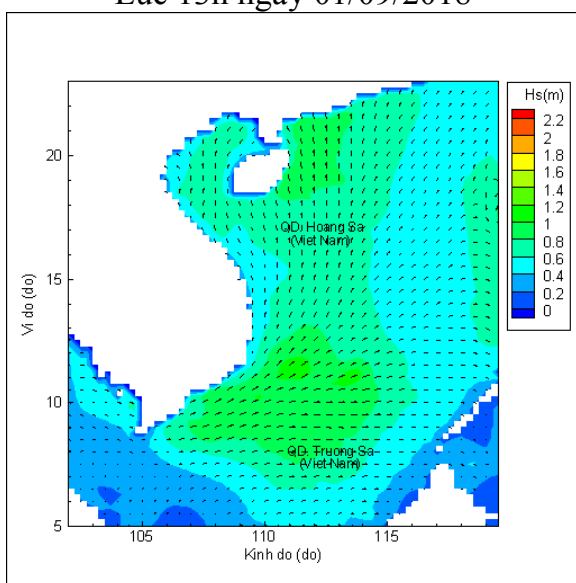 Lúc 13h ngày 01/09/2018
Hs(m)
2.2
2
1.8
1.6
1.4
1.2
1
0.8
0.6
0.4
0.2
0
20
15
10
5
Vi do (do)
QD. Hoang Sa
(Viet Nam)
QD. Truong Sa
(Viet Nam)
105
110
115
Kinh do (do)